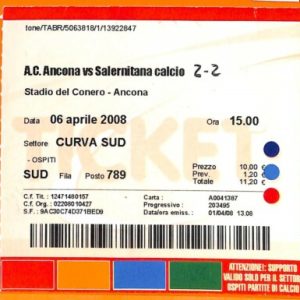 tone/TABR/5063818/1/13922847
A.C. Ancona vs Salernitana calcio 2-2
Stadio del Conero - Ancona
Data 06 aprile 2008 Ora 15.00
Settore CURVA SUD
- OSPITI
SUD Fila Posto 789
Prezzo 10,00 €
Prev. 1,20 €
Totale 11,20 €
C.f. Tit. : 12471480157
C.f. Org. : 02208010427
S.F. : 9AC30C74D371BED9
Carta : A0041387
Progressivo : 203495
Data/ora emiss. : 01/04/08 13.06
TICKET
ATTENZIONE: SUPPORTO
VALIDO SOLO PER IL SETTORE
OSPITI PARTITE DI CALCIO